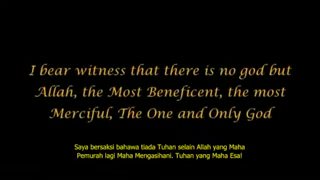 I bear witness that there is no god but
Allah, the Most Beneficent, the most
Merciful, The One and Only God
Saya bersaksi bahawa tiada Tuhan selain Allah yang Maha
Pemurah lagi Maha Mengasihani. Tuhan yang Maha Esa!